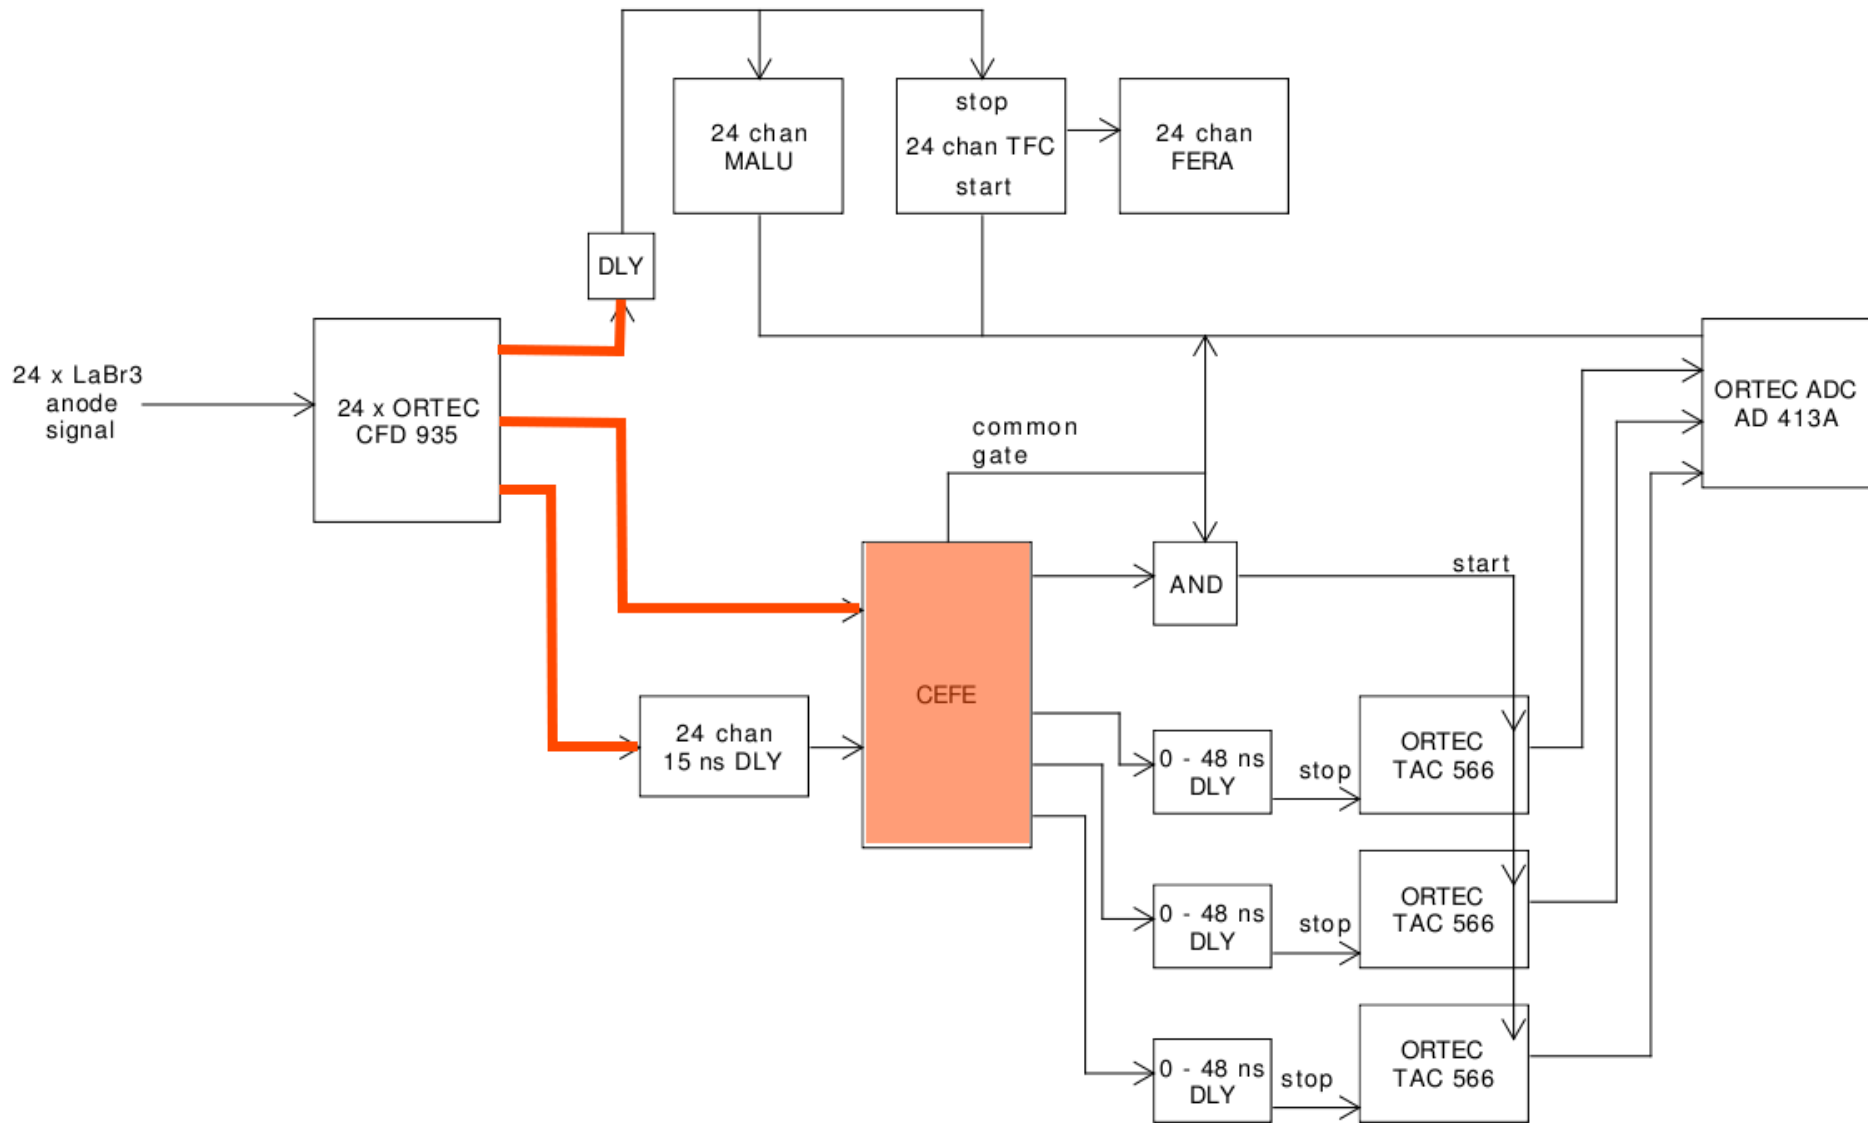 stop
24 chan
MALU
24 chan TFC
start
24 chan
FERA
DLY
24 x LaBr3
anode
signal
24 x ORTEC
CFD 935
ORTEC ADC
AD 413A
common
gate
AND
start
CEFE
24 chan
15 ns DLY
0 - 48 ns
DLY
stop
ORTEC
TAC 566
0 - 48 ns
DLY
stop
ORTEC
TAC 566
0 - 48 ns
DLY
stop
ORTEC
TAC 566